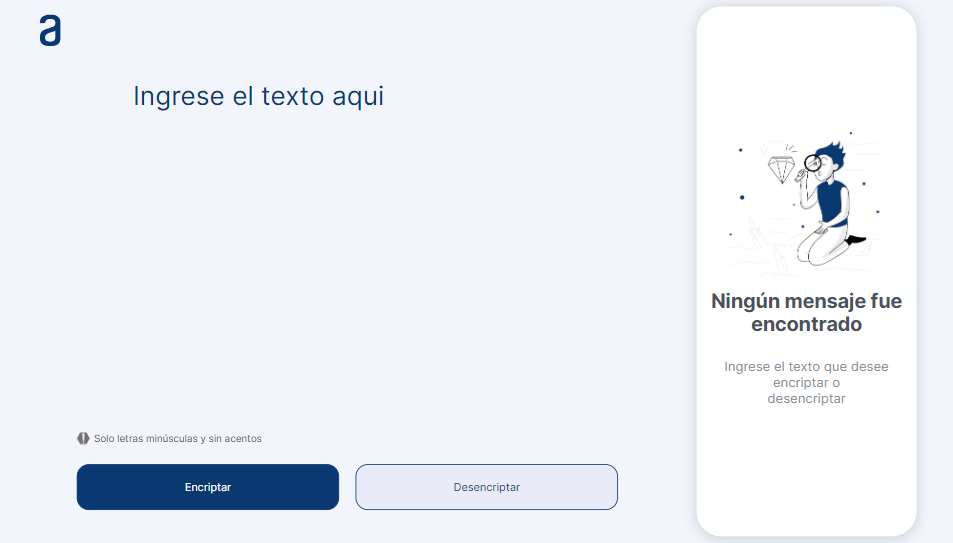 a
Ingrese el texto aqui
Solo letras minúsculas y sin acentos
Encriptar
Desencriptar
Ningún mensaje fue
encontrado
Ingrese el texto que desee
encriptar o
desencriptar